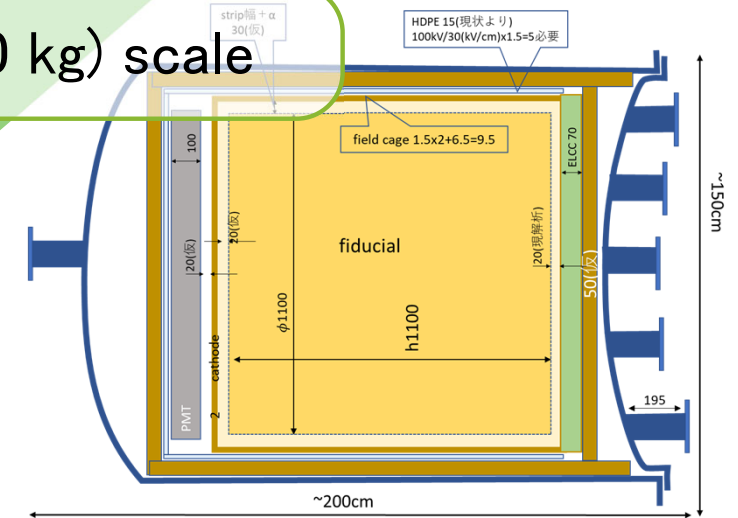 0 kg) scale
strip幅+α
30(仮)
HDPE 15(現状より)
100kV/30(kV/cm)x1.5=5必要
field cage 1.5x2+6.5=9.5
100
ELCC 70
~150cm
20(仮)
20(仮)
20(現解析)
fiducial
50(仮)
φ1100
h1100
cathode
2
PMT
195
~200cm